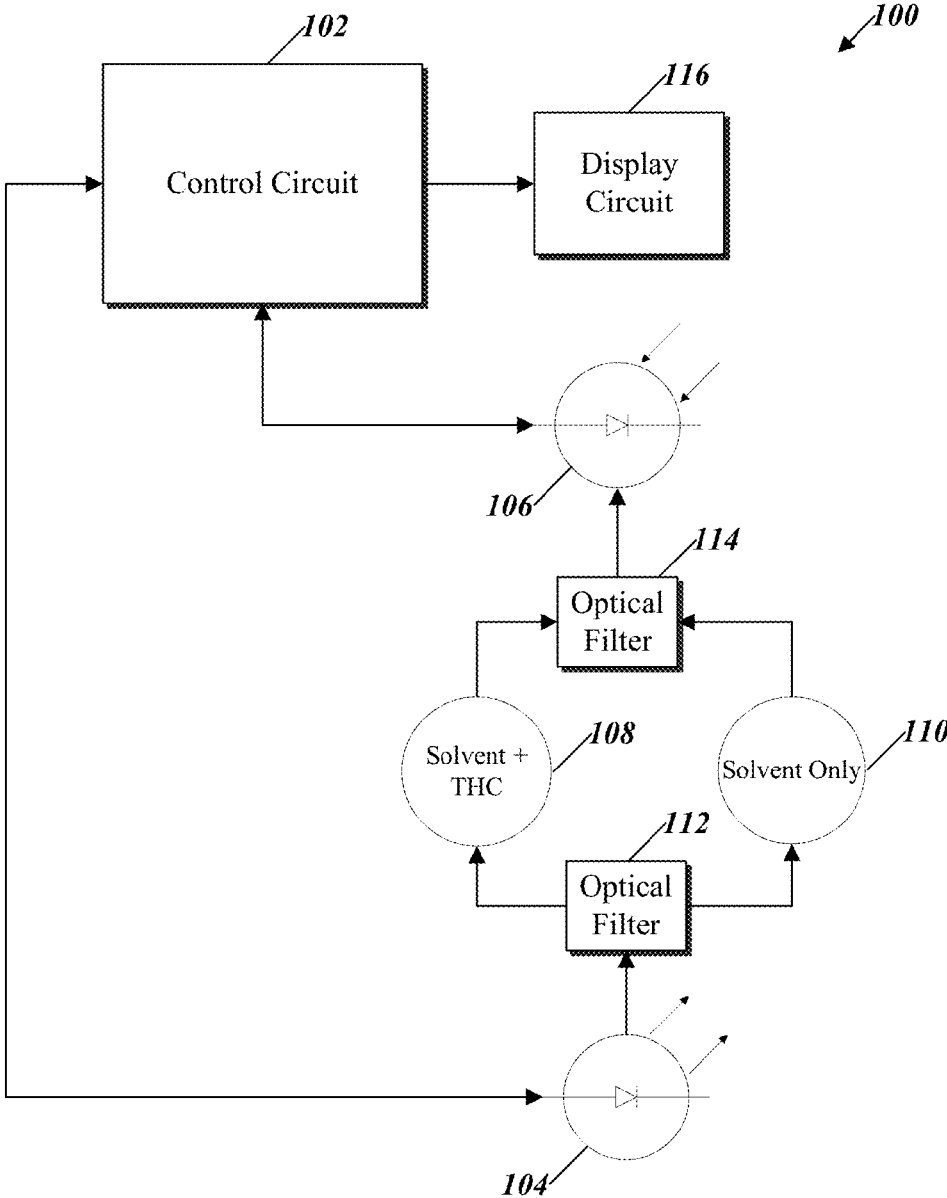 100
102
116
Control Circuit
Display
Circuit
106
114
Optical
Filter
108
110
Solvent +
THC
Solvent Only
112
Optical
Filter
104